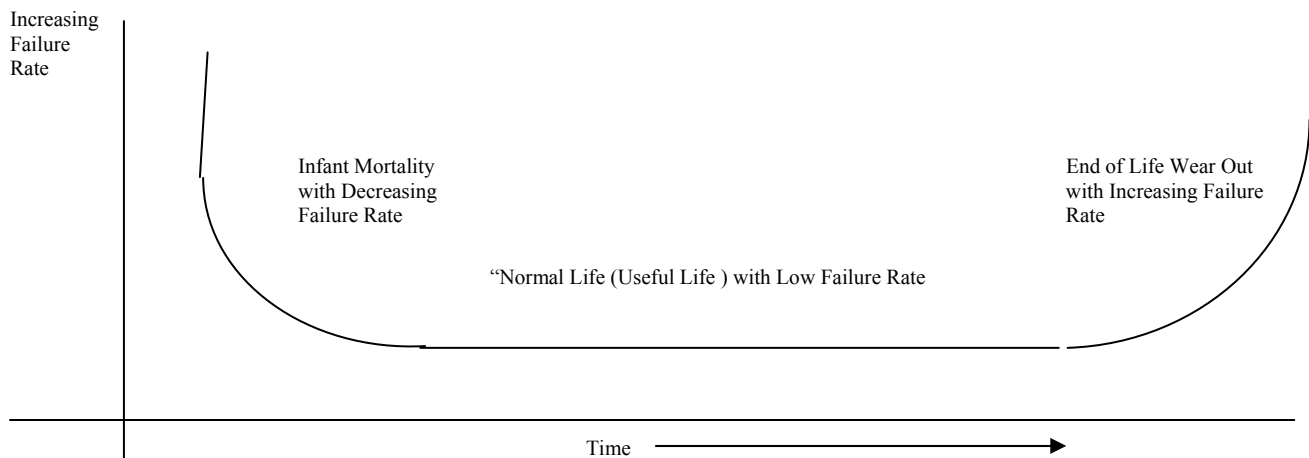 Increasing
Failure
Rate
Infant Mortality
with Decreasing
Failure Rate
End of Life Wear Out
with Increasing Failure
Rate
“Normal Life (Useful Life ) with Low Failure Rate
Time